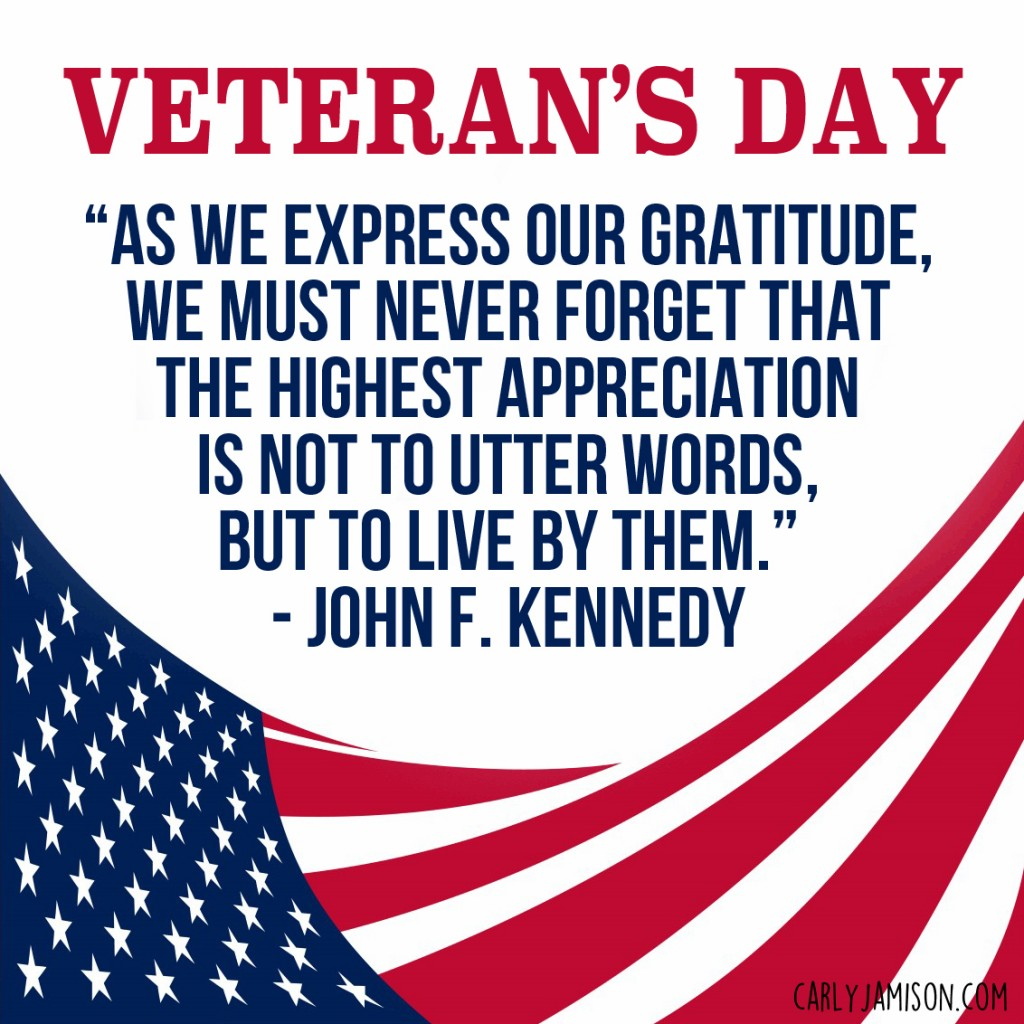 VETERAN'S DAY
“AS WE EXPRESS OUR GRATITUDE,
WE MUST NEVER FORGET THAT
THE HIGHEST APPRECIATION
IS NOT TO UTTER WORDS,
BUT TO LIVE BY THEM.”
- JOHN F. KENNEDY
CARLYJAMISON.COM